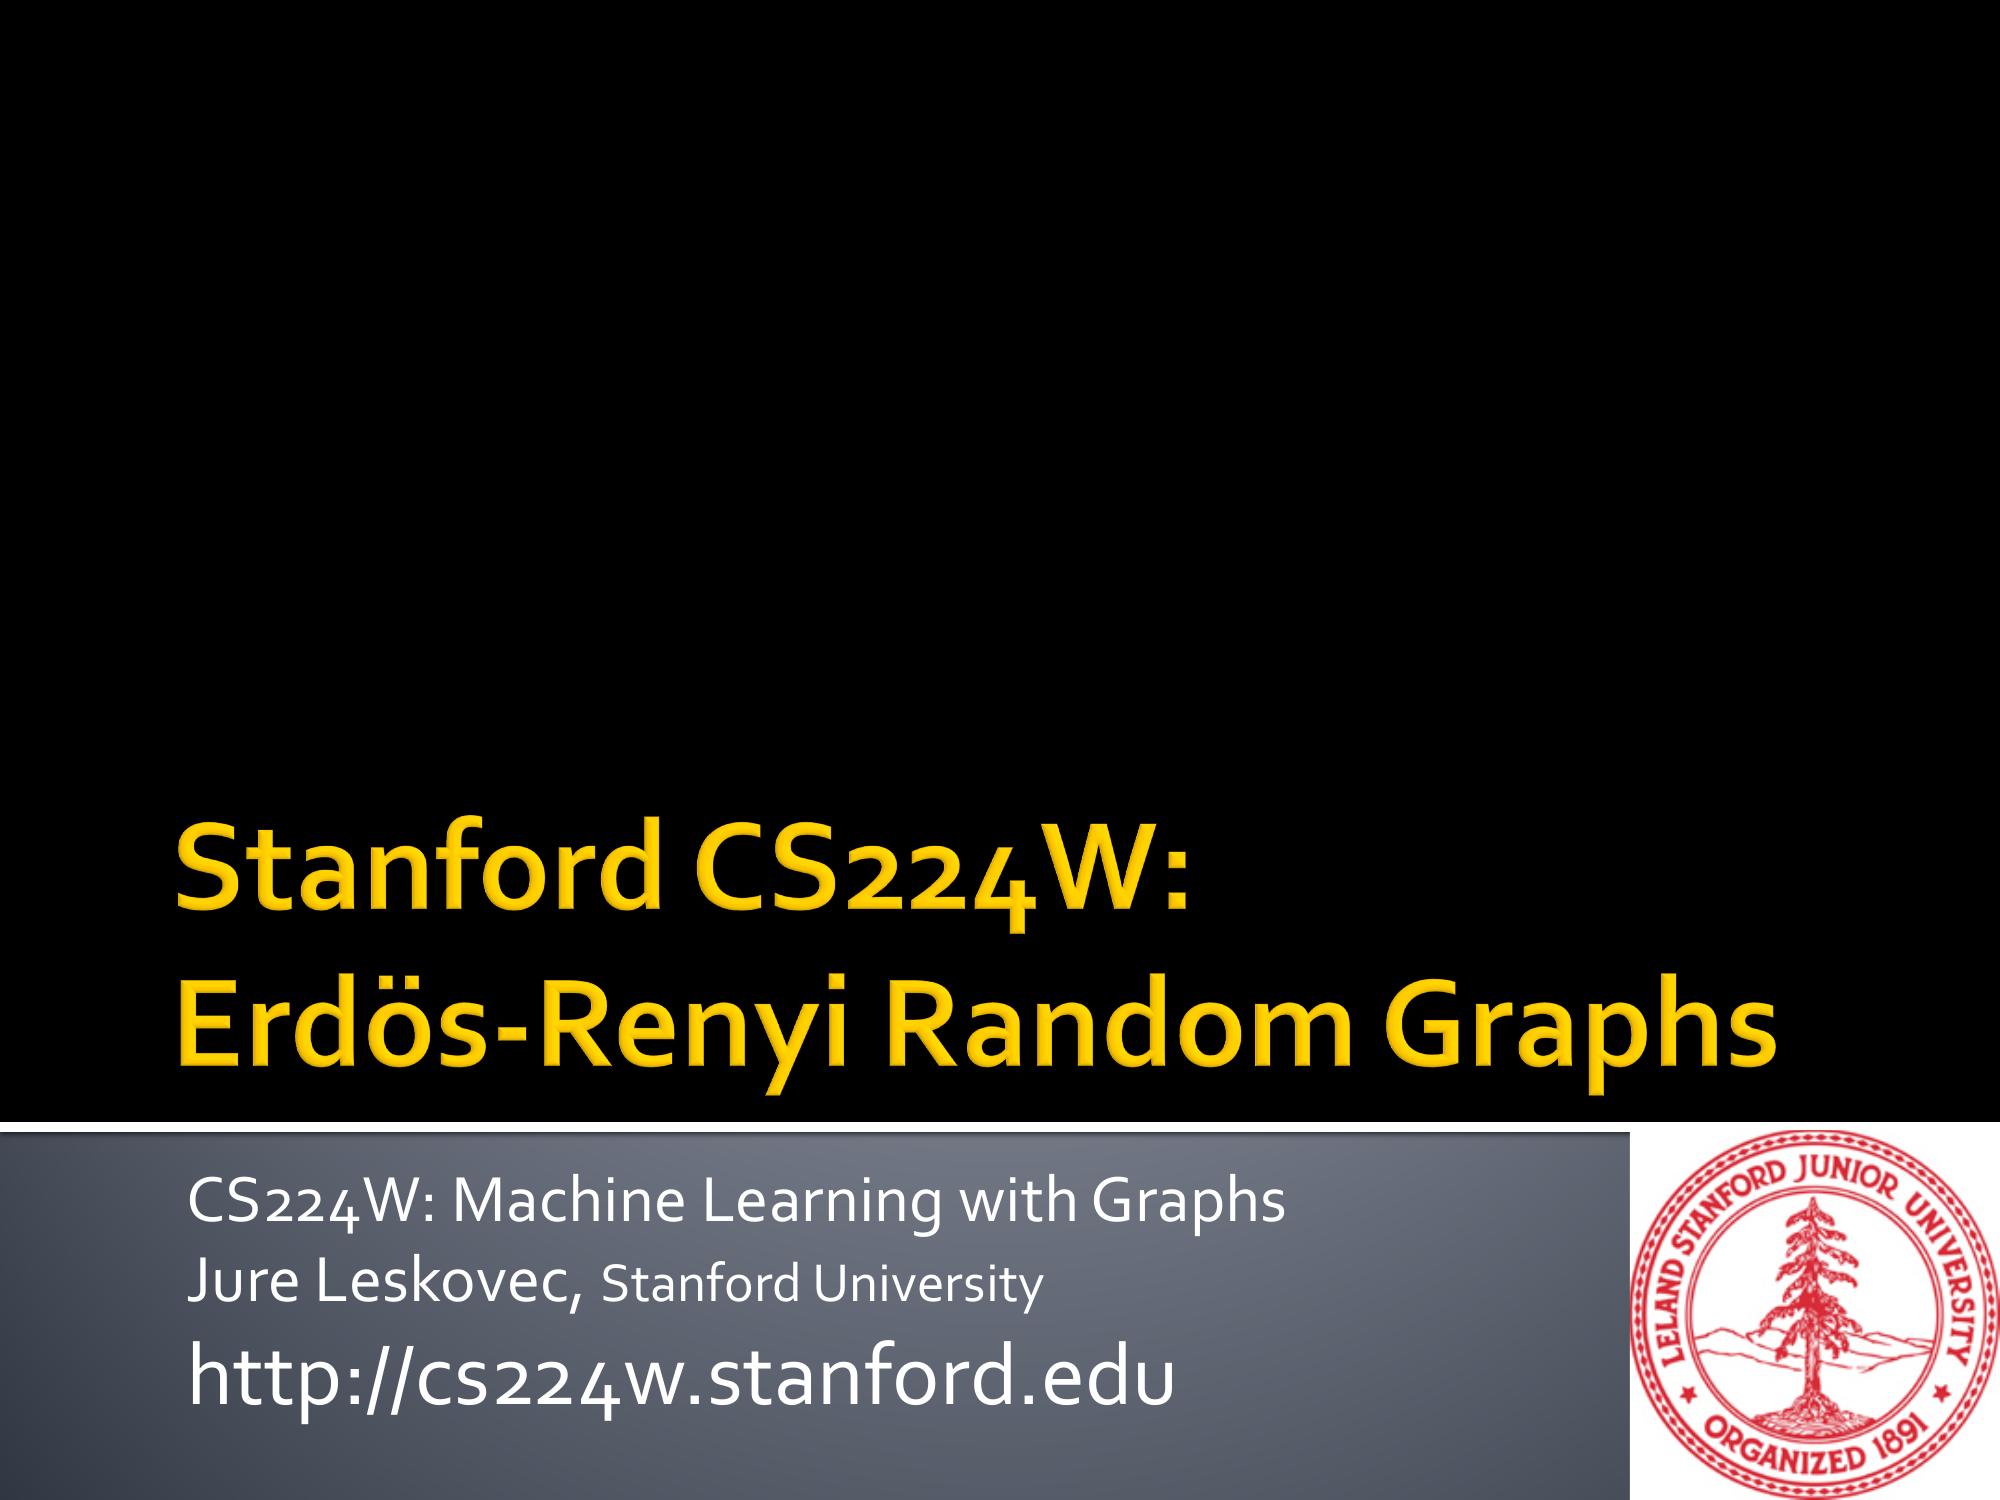 Stanford CS224W:
Erdös-Renyi Random Graphs
CS224W: Machine Learning with Graphs
Jure Leskovec, Stanford University
http://cs224w.stanford.edu
LELAND STANFORD JUNIOR UNIVERSITY
ORGANIZED 1891